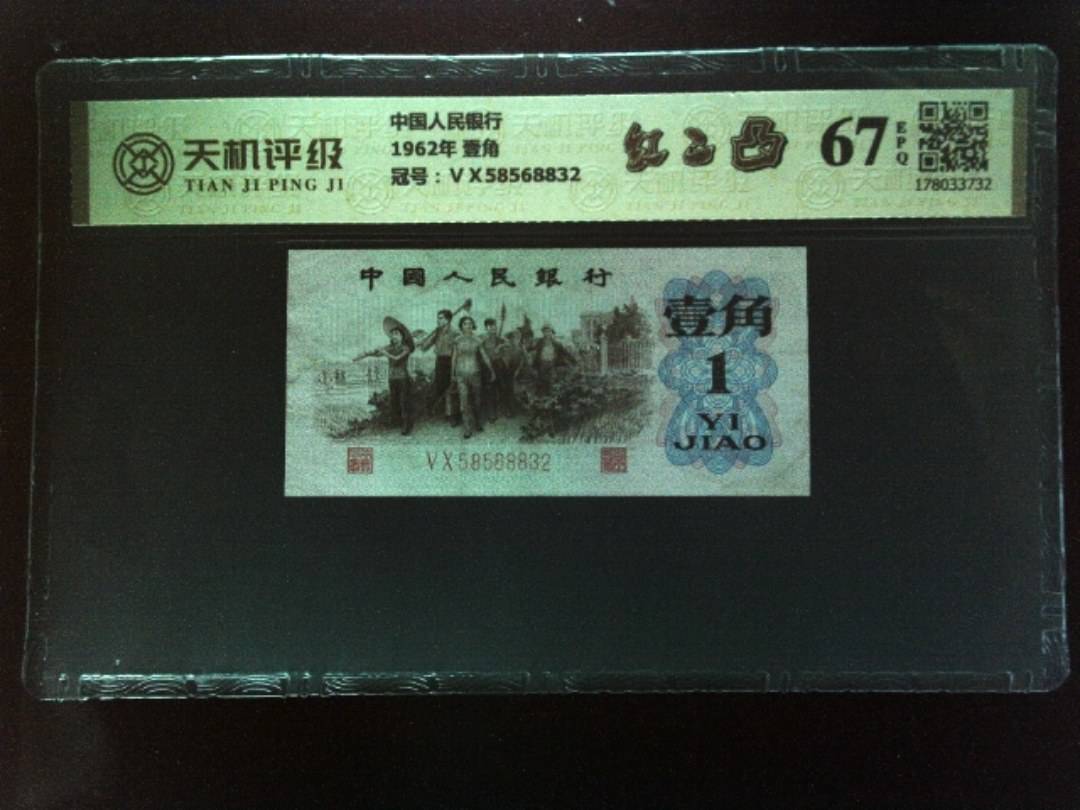 天机评级
TIAN JI PING JI
中国人民银行
1962年 壹角
冠号：VX58568832
红三凸
67
EPQ
178033732
中國人民銀行
壹角
1
YI
JIAO
VX58568832